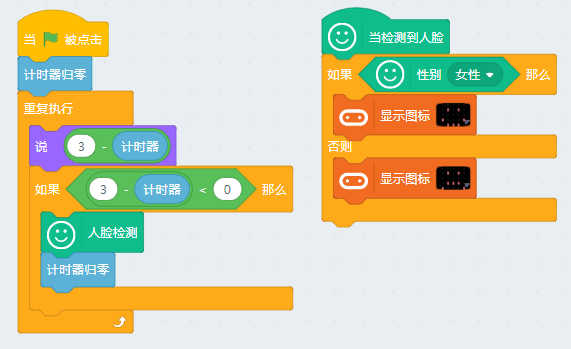 当 被点击
计时器归零
重复执行
说 3 - 计时器
如果 3 - 计时器 < 0 那么
人脸检测
计时器归零
当检测到人脸
如果 性别 女性 那么
显示图标
否则
显示图标